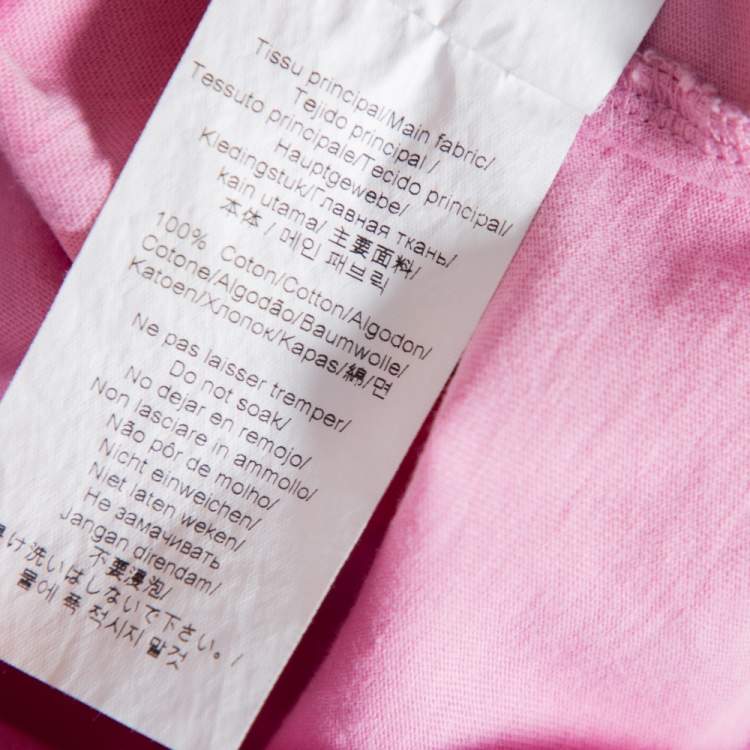 Tissu principal/Main fabric/
Tejido principal /
Tessuto principale/Tecido principal/
Hauptgewebe/
Kledingstuk/Главная ткань/
kain utama/ 主要面料/
本体 / 메인 패브릭
100% Coton/Cotton/Algodon/
Cotone/Algodão/Baumwolle/
Katoen/Хлопок/Kapas/綿/면
Ne pas laisser tremper/
Do not soak/
No dejar en remojo/
Non lasciare in ammollo/
Não pôr de molho/
Nicht einweichen/
Niet laten weken/
Не замачивать
Jangan direndam/
不要浸泡/
け洗いはしないで下さい。/
물에 푹 적시지 말것